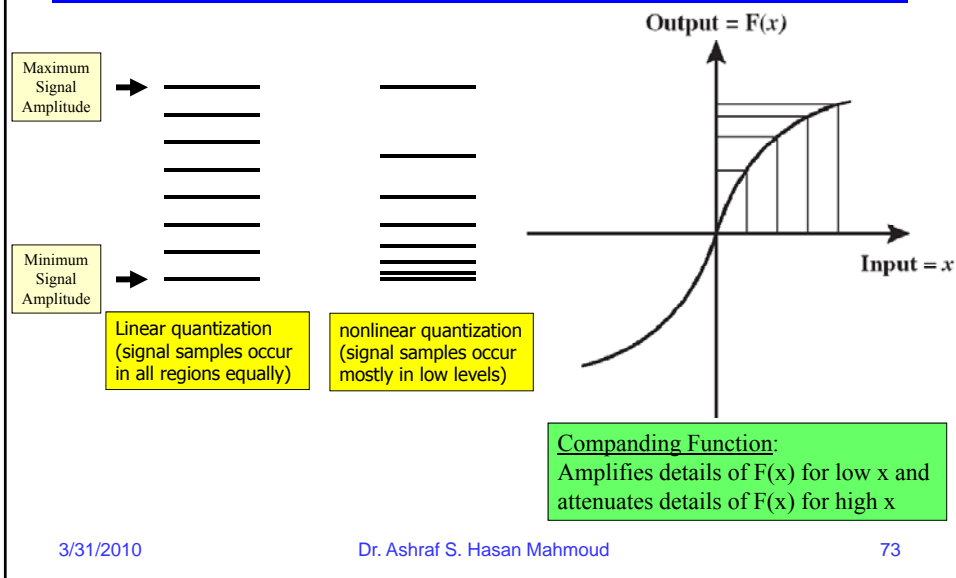 Output = F(x)
Maximum
Signal
Amplitude
Minimum
Signal
Amplitude
Input = x
Linear quantization
(signal samples occur
in all regions equally)
nonlinear quantization
(signal samples occur
mostly in low levels)
Companding Function:
Amplifies details of F(x) for low x and
attenuates details of F(x) for high x
3/31/2010
Dr. Ashraf S. Hasan Mahmoud
73